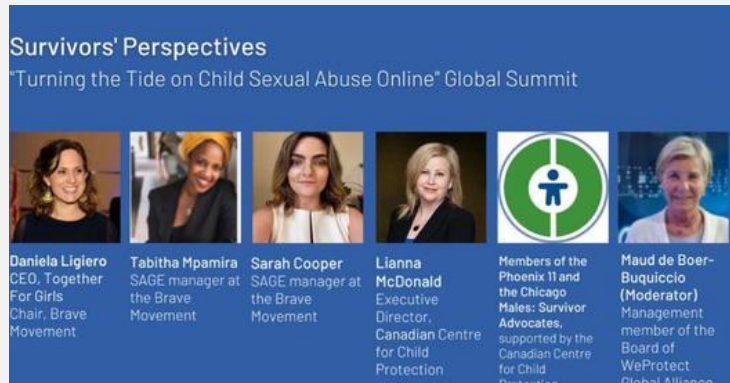 Survivors' Perspectives
"Turning the Tide on Child Sexual Abuse Online" Global Summit
Daniela Ligiero
CEO, Together
For Girls
Chair, Brave
Movement
Tabitha Mpamira
SAGE manager at
the Brave
Movement
Sarah Cooper
SAGE manager at
the Brave
Movement
Lianna
McDonald
Executive
Director,
Canadian Centre
for Child
Protection
Members of the
Phoenix 11 and
the Chicago
Males: Survivor
Advocates,
supported by the
Canadian Centre
for Child
Protection
Maud de Boer-
Buquiccio
(Moderator)
Management
member of the
Board of
WeProtect
Global Alliance